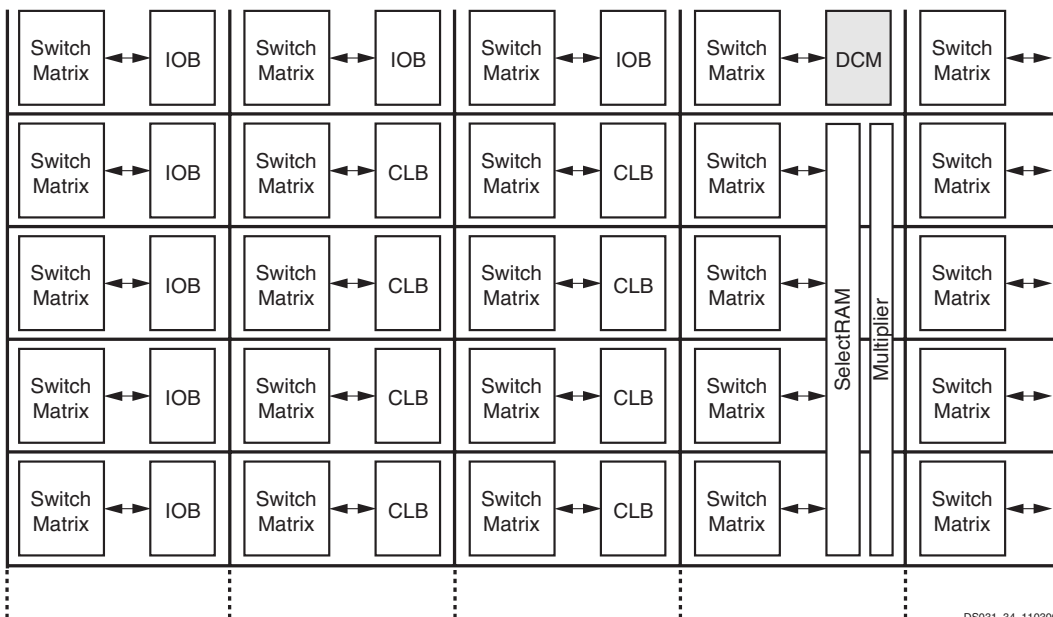 Switch Matrix IOB Switch Matrix IOB Switch Matrix IOB Switch Matrix DCM Switch Matrix
Switch Matrix IOB Switch Matrix CLB Switch Matrix CLB Switch Matrix Switch Matrix
Switch Matrix IOB Switch Matrix CLB Switch Matrix CLB Switch Matrix Switch Matrix
SelectRAM
Multiplier
Switch Matrix IOB Switch Matrix CLB Switch Matrix CLB Switch Matrix Switch Matrix
Switch Matrix IOB Switch Matrix CLB Switch Matrix CLB Switch Matrix Switch Matrix